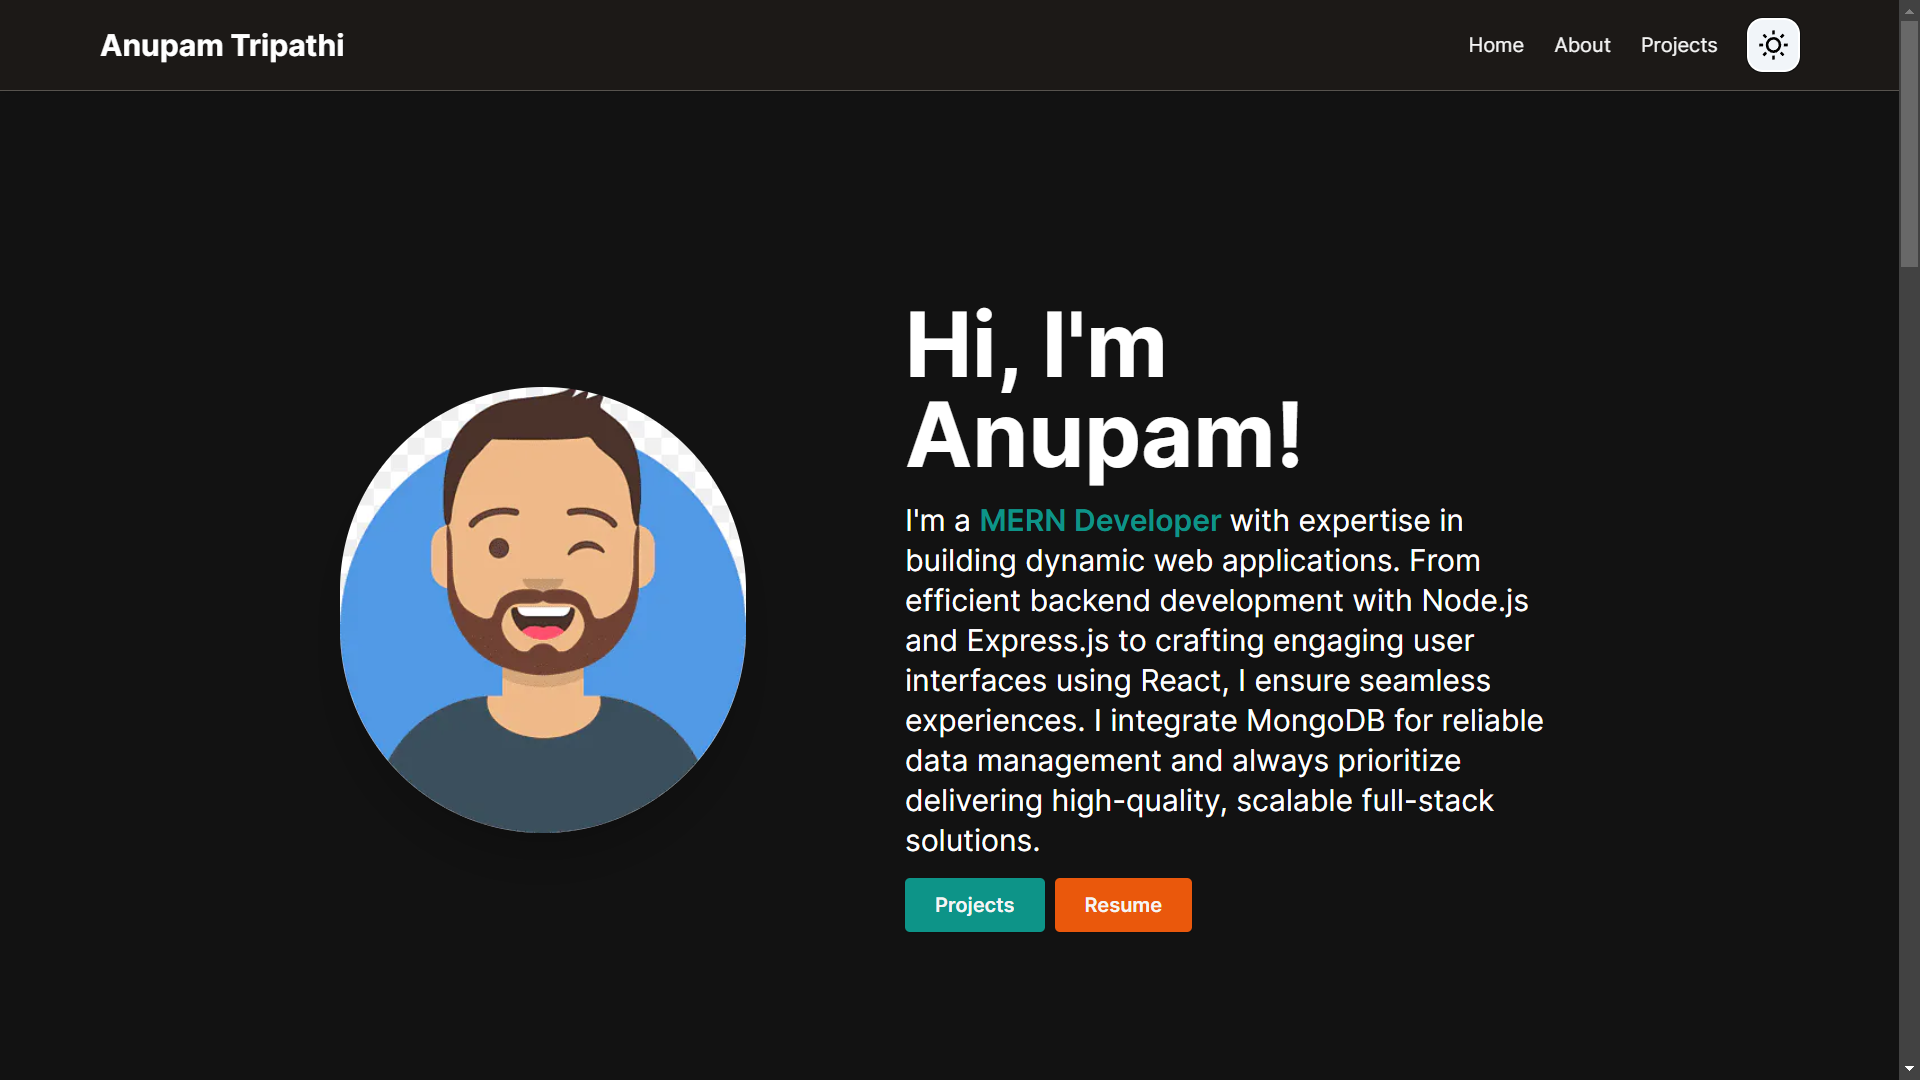 Anupam Tripathi
Home About Projects
Hi, I'm
Anupam!
I'm a MERN Developer with expertise in
building dynamic web applications. From
efficient backend development with Node.js
and Express.js to crafting engaging user
interfaces using React, I ensure seamless
experiences. I integrate MongoDB for reliable
data management and always prioritize
delivering high-quality, scalable full-stack
solutions.
Projects Resume